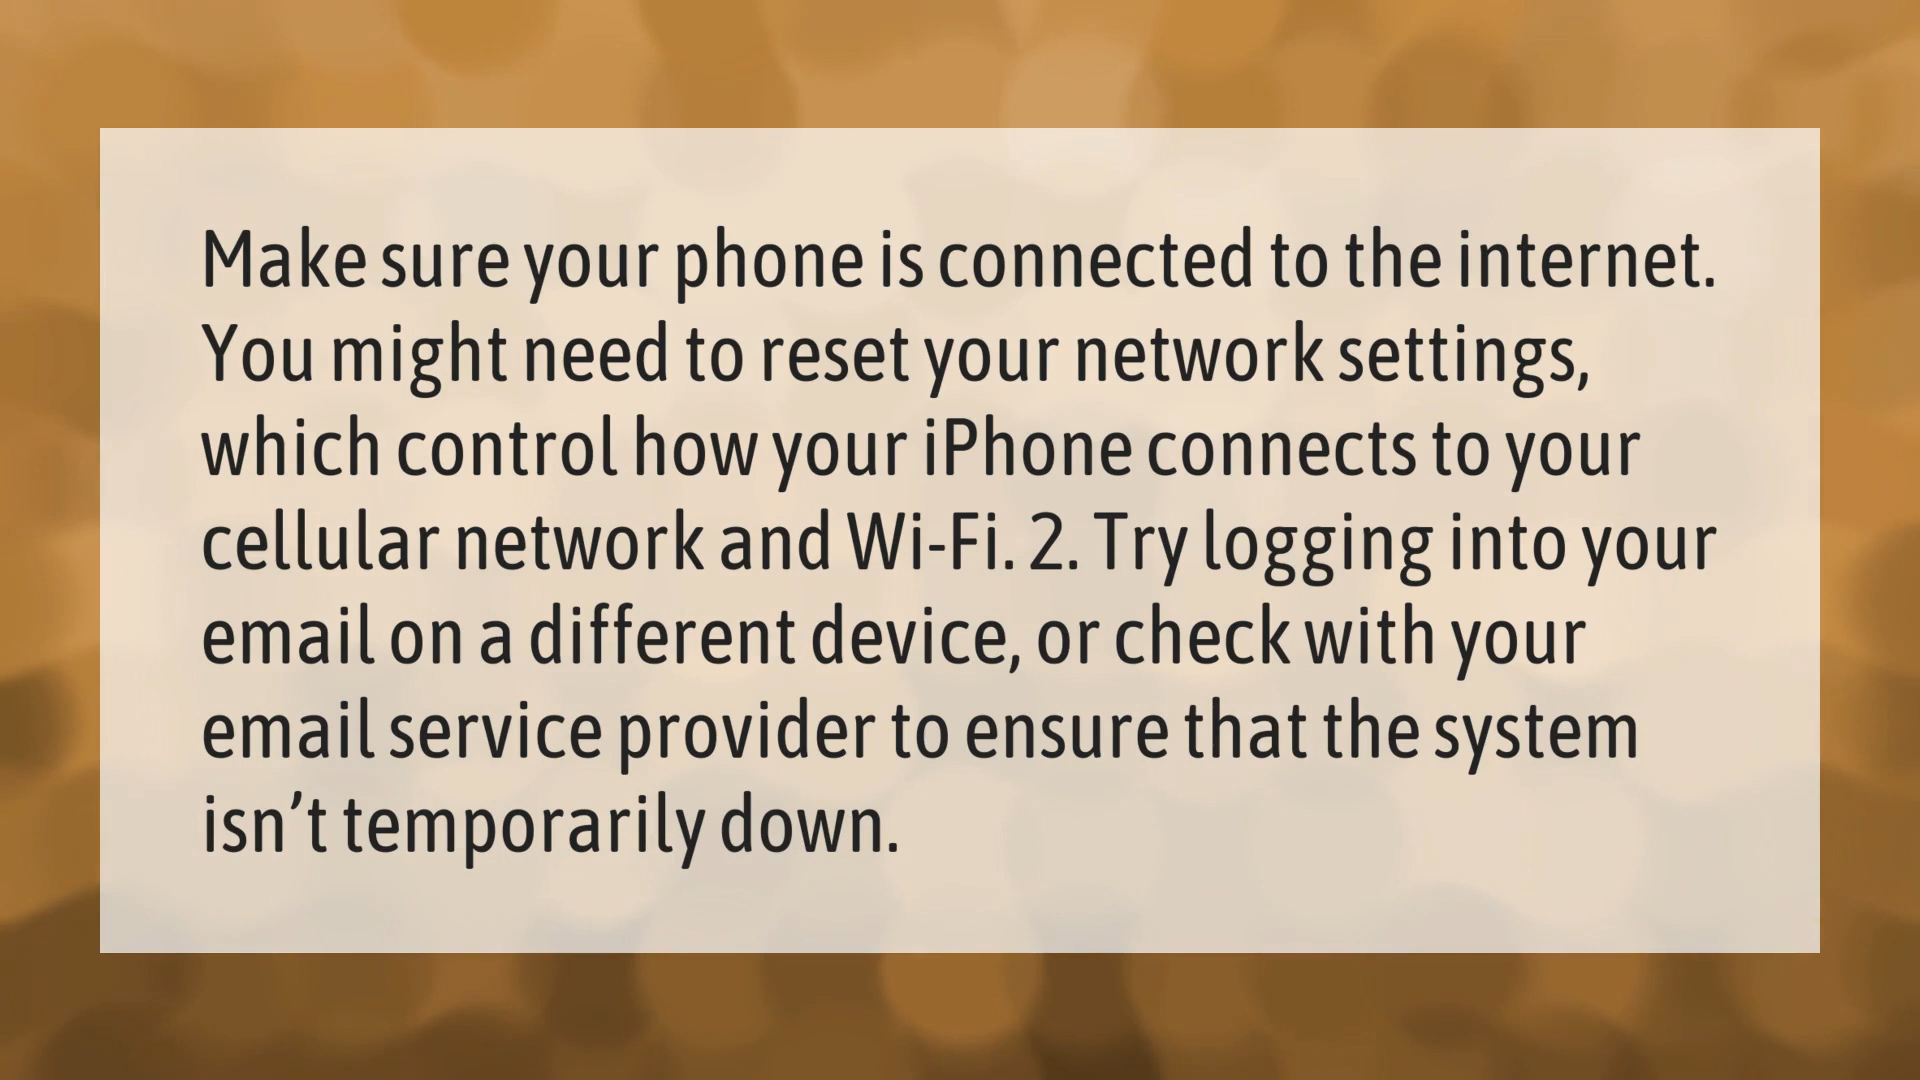 Make sure your phone is connected to the internet.
You might need to reset your network settings,
which control how your iPhone connects to your
cellular network and Wi-Fi. 2. Try logging into your
email on a different device, or check with your
email service provider to ensure that the system
isn’t temporarily down.